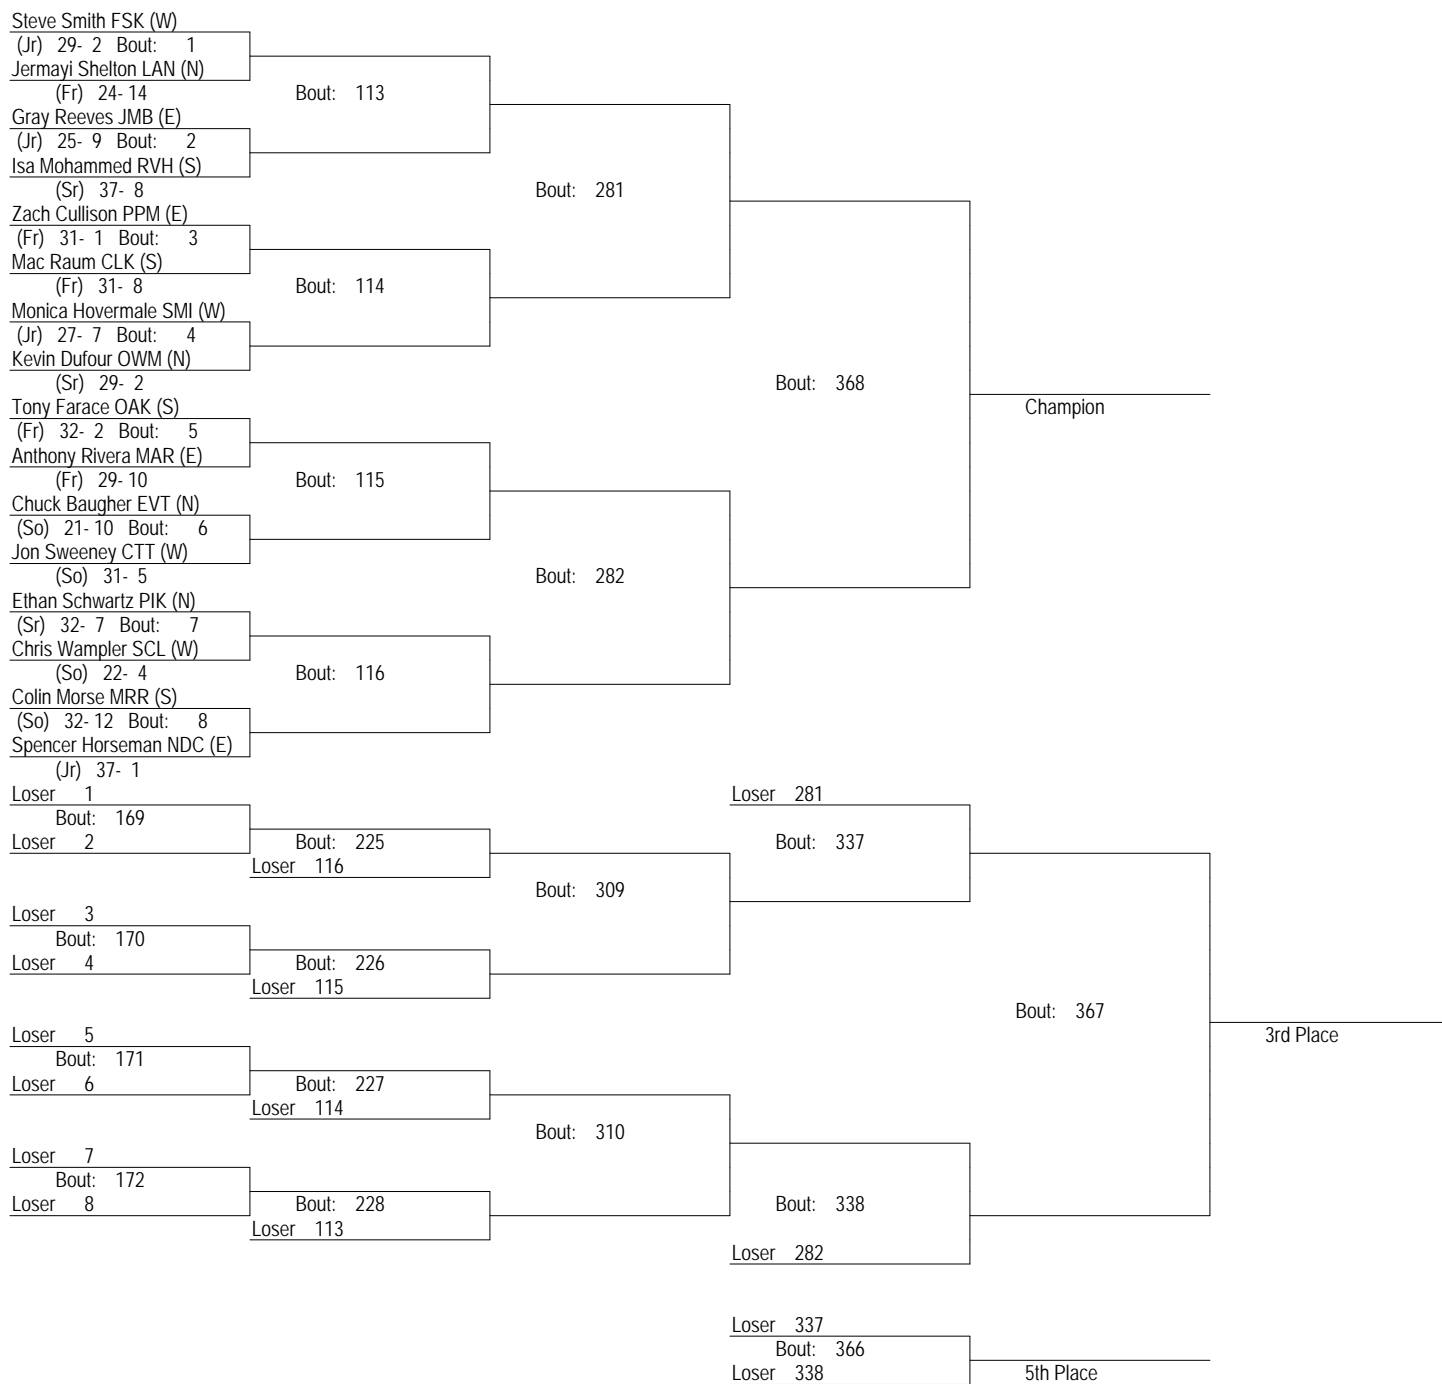 Steve Smith FSK (W)
(Jr) 29- 2 Bout: 1
Jermayi Shelton LAN (N)
(Fr) 24- 14 Bout: 113
Gray Reeves JMB (E)
(Jr) 25- 9 Bout: 2
Isa Mohammed RVH (S)
(Sr) 37- 8 Bout: 281
Zach Cullison PPM (E)
(Fr) 31- 1 Bout: 3
Mac Raum CLK (S)
(Fr) 31- 8 Bout: 114
Monica Hovermale SMI (W)
(Jr) 27- 7 Bout: 4
Kevin Dufour OWM (N)
(Sr) 29- 2 Bout: 368
Tony Farace OAK (S) Champion
(Fr) 32- 2 Bout: 5
Anthony Rivera MAR (E)
(Fr) 29- 10 Bout: 115
Chuck Baugher EVT (N)
(So) 21- 10 Bout: 6
Jon Sweeney CTT (W)
(So) 31- 5 Bout: 282
Ethan Schwartz PIK (N)
(Sr) 32- 7 Bout: 7
Chris Wampler SCL (W)
(So) 22- 4 Bout: 116
Colin Morse MRR (S)
(So) 32- 12 Bout: 8
Spencer Horseman NDC (E)
(Jr) 37- 1
Loser 1 Loser 281
Bout: 169
Loser 2 Bout: 225 Bout: 337
Loser 116
Bout: 309
Loser 3
Bout: 170
Loser 4 Bout: 226
Loser 115
Bout: 367
Loser 5 3rd Place
Bout: 171
Loser 6 Bout: 227
Loser 114
Bout: 310
Loser 7
Bout: 172
Loser 8 Bout: 228 Bout: 338
Loser 113
Loser 282
Loser 337
Bout: 366
Loser 338 5th Place